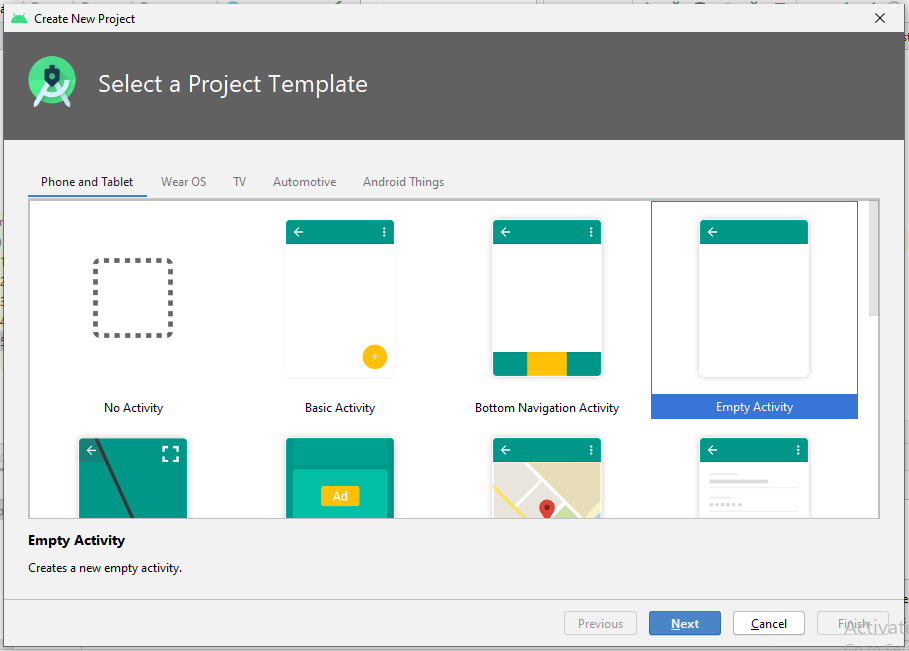 Create New Project
Select a Project Template
Phone and Tablet
Wear OS
TV
Automotive
Android Things
No Activity
Basic Activity
Bottom Navigation Activity
Empty Activity
Ad
Empty Activity
Creates a new empty activity.
Previous
Next
Cancel
Finish
Activat